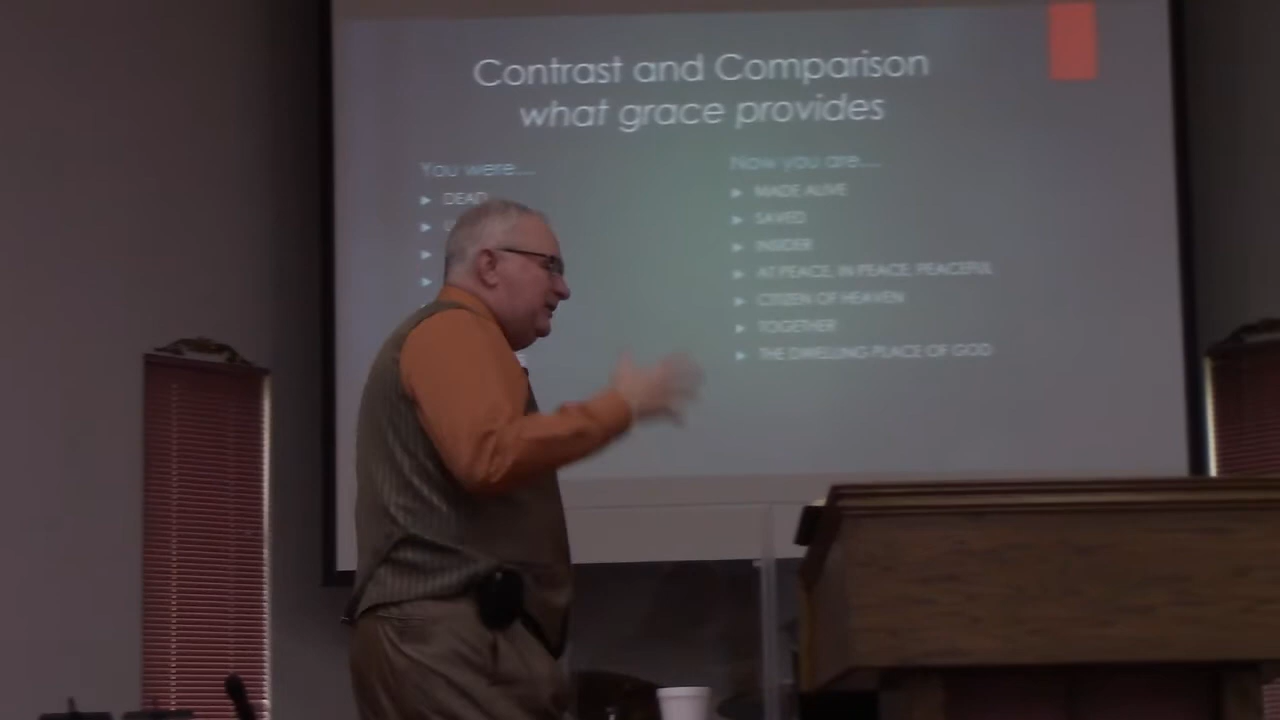 Contrast and Comparison
what grace provides
You were....
DEAD
Now you are....
MADE ALIVE
SAVED
INSIDER
AT PEACE, IN PEACE, PEACEFUL
CITIZEN OF HEAVEN
TOGETHER
THE DWELLING PLACE OF GOD